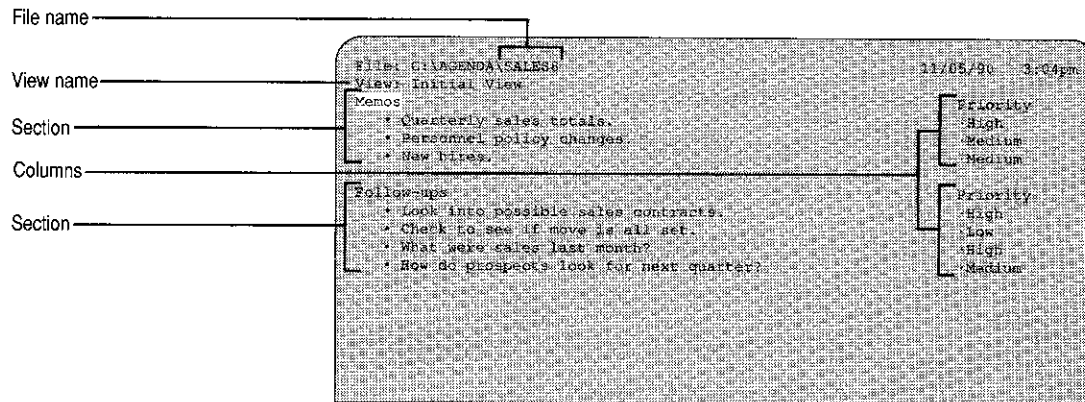 File name
File: C:\AGENDA\SALES6 11/05/90 3:04pm
View name
View: Initial View
Memos Priority
Section
• Quarterly sales totals. ·High
• Personnel policy changes. ·Medium
• New hires. ·Medium
Columns
Follow-ups Priority
Section
• Look into possible sales contracts. ·High
• Check to see if move is all set. ·Low
• What were sales last month? ·High
• How do prospects look for next quarter? ·Medium